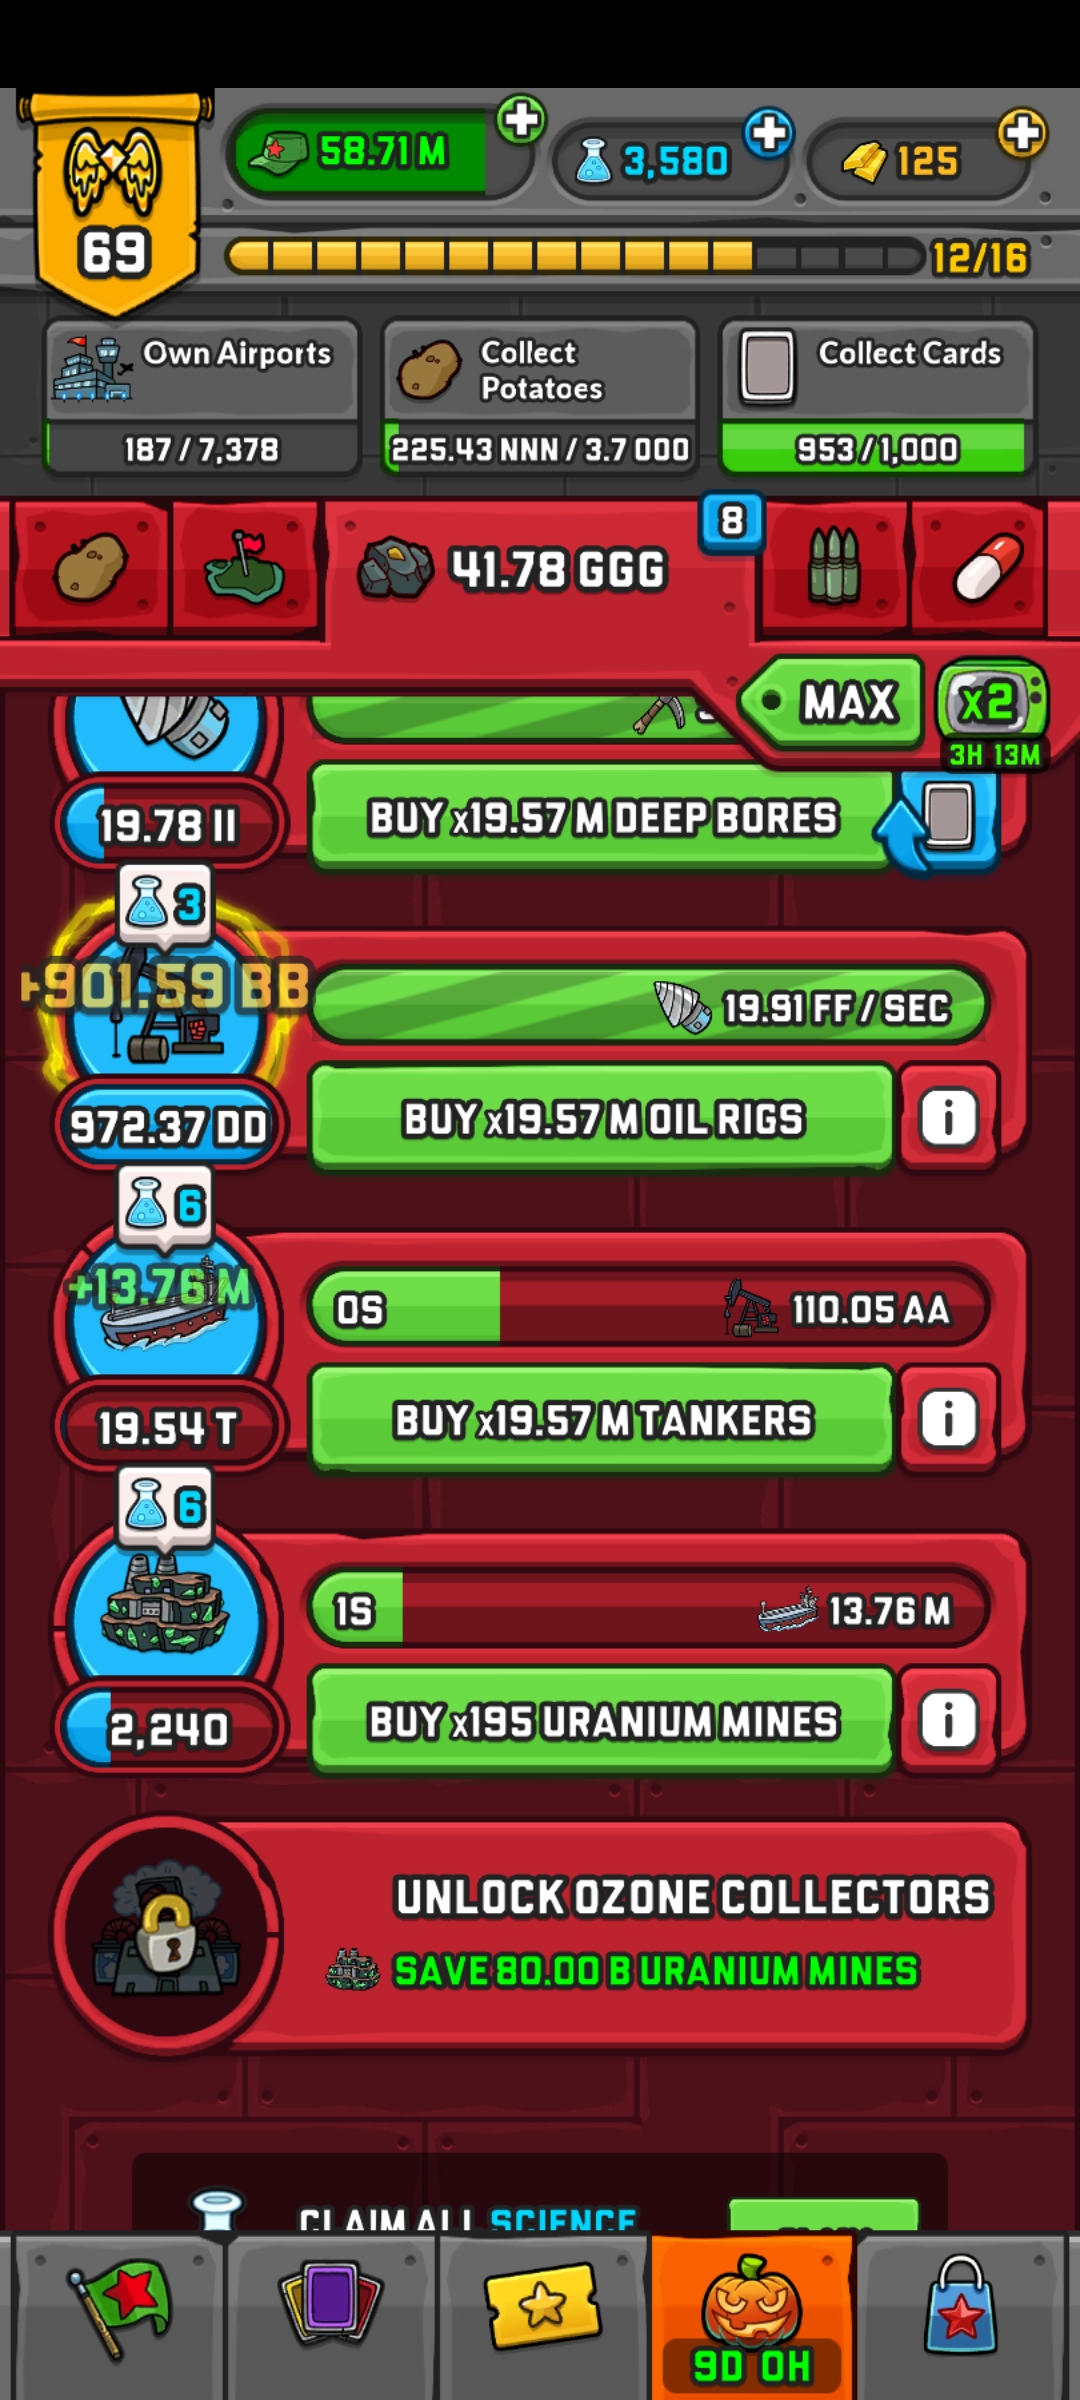 58.71 M
3,580
125
69
12/16
Own Airports
187 / 7,378
Collect
Potatoes
225.43 NNN / 3.7 OOO
Collect Cards
953 / 1,000
41.78 GGG
8
MAX
x2
3H 13M
19.78 II
BUY x19.57 M DEEP BORES
3
+901.59 BB
19.91 FF / SEC
972.37 DD
BUY x19.57 M OIL RIGS
i
6
+13.76 M
0S
110.05 AA
19.54 T
BUY x19.57 M TANKERS
i
6
1S
13.76 M
2,240
BUY x195 URANIUM MINES
i
UNLOCK OZONE COLLECTORS
SAVE 80.00 B URANIUM MINES
CLAIM ALL SCIENCE
9D 0H